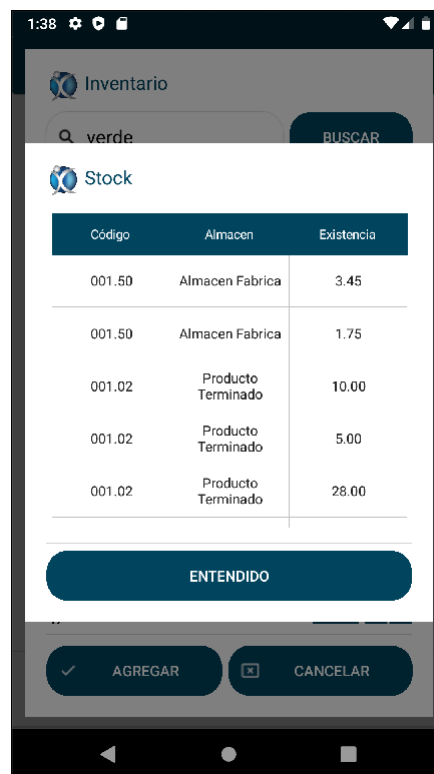 1:38
Inventario
verde
BUSCAR
Stock
Código Almacen Existencia
001.50 Almacen Fabrica 3.45
001.50 Almacen Fabrica 1.75
001.02 Producto Terminado 10.00
001.02 Producto Terminado 5.00
001.02 Producto Terminado 28.00
ENTENDIDO
AGREGAR
CANCELAR